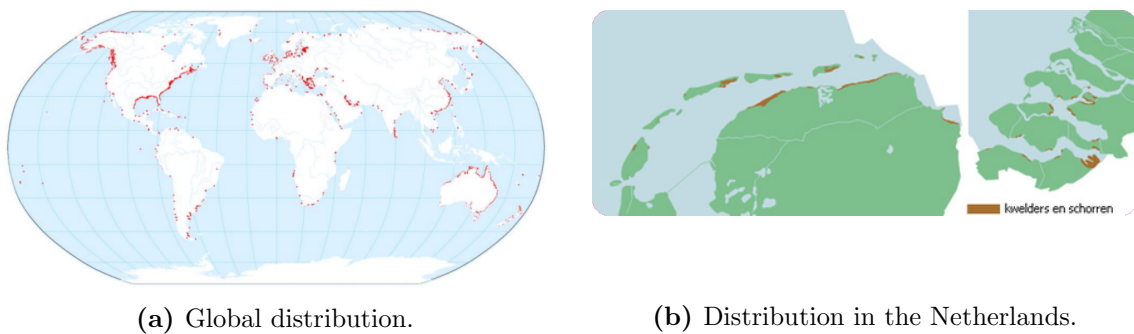 kwelders en schorren
(a) Global distribution.
(b) Distribution in the Netherlands.